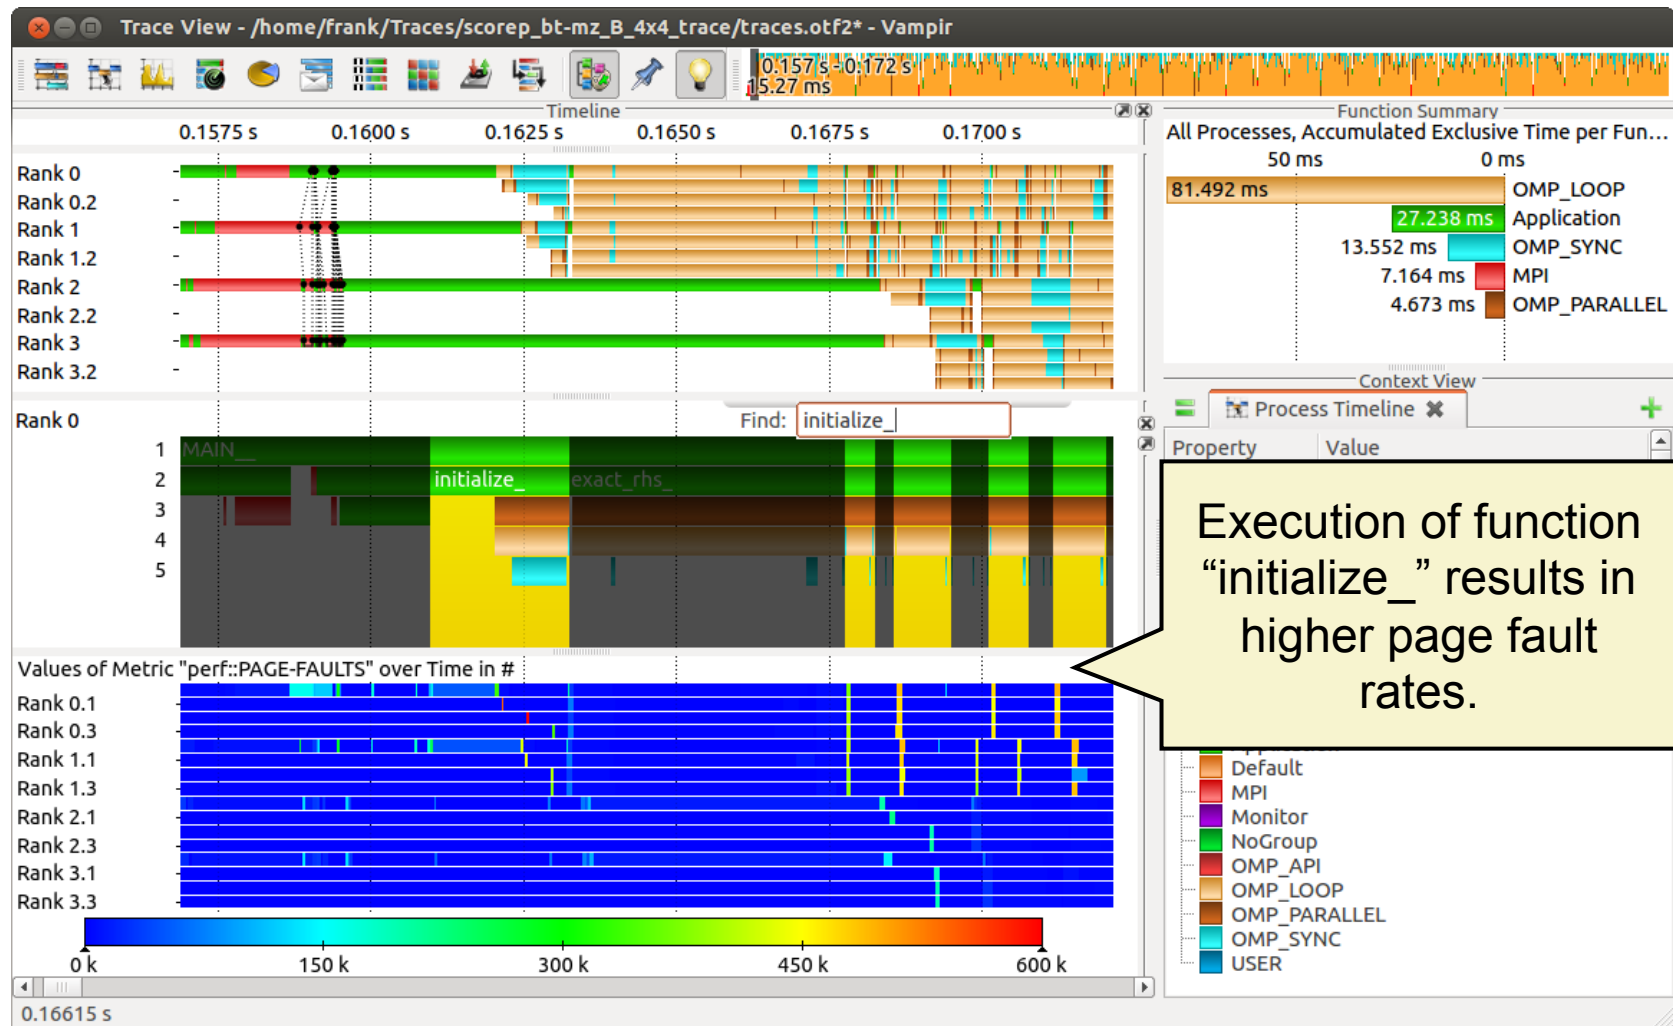 Trace View - /home/frank/Traces/scorep_bt-mz_B_4x4_trace/traces.otf2* - Vampir
0.157 s - 0.172 s
15.27 ms
Timeline
0.1575 s 0.1600 s 0.1625 s 0.1650 s 0.1675 s 0.1700 s
Rank 0
Rank 0.2
Rank 1
Rank 1.2
Rank 2
Rank 2.2
Rank 3
Rank 3.2
Function Summary
All Processes, Accumulated Exclusive Time per Fun...
50 ms 0 ms
81.492 ms OMP_LOOP
27.238 ms Application
13.552 ms OMP_SYNC
7.164 ms MPI
4.673 ms OMP_PARALLEL
Rank 0
Find: initialize_
1 MAIN__
2 initialize_ exact_rhs_
3
4
5
Context View
Process Timeline
Property Value
Execution of function
“initialize_” results in
higher page fault
rates.
Values of Metric "perf::PAGE-FAULTS" over Time in #
Rank 0.1
Rank 0.3
Rank 1.1
Rank 1.3
Rank 2.1
Rank 2.3
Rank 3.1
Rank 3.3
0 k 150 k 300 k 450 k 600 k
Default
MPI
Monitor
NoGroup
OMP_API
OMP_LOOP
OMP_PARALLEL
OMP_SYNC
USER
0.16615 s